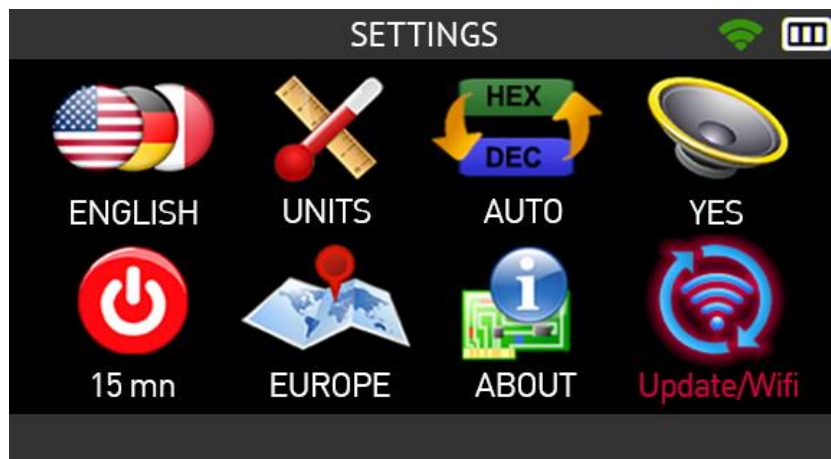 SETTINGS
HEX
DEC
ENGLISH UNITS AUTO YES
i
15 mn EUROPE ABOUT Update/Wifi